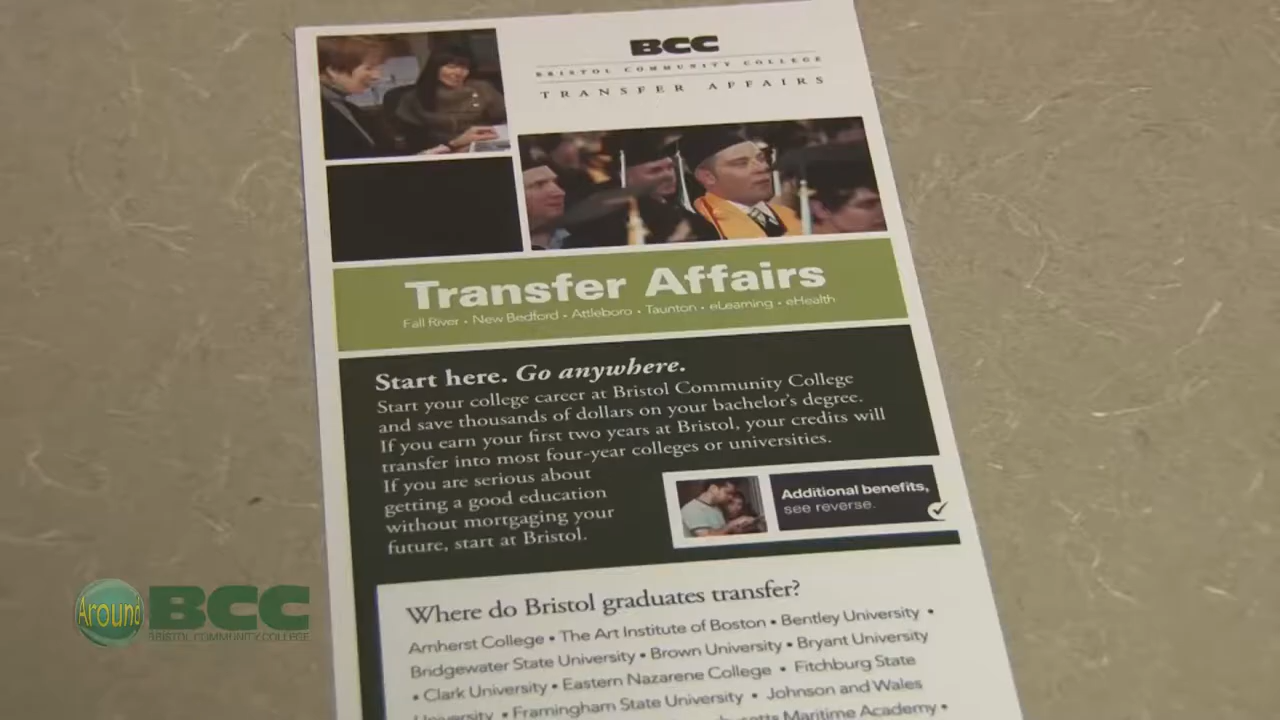 BCC
BRISTOL COMMUNITY COLLEGE
TRANSFER AFFAIRS
Transfer Affairs
Fall River • New Bedford • Attleboro • Taunton • eLearning • eHealth
Start here. Go anywhere.
Start your college career at Bristol Community College
and save thousands of dollars on your bachelor's degree.
If you earn your first two years at Bristol, your credits will
transfer into most four-year colleges or universities.
If you are serious about
getting a good education
without mortgaging your
future, start at Bristol.
Additional benefits,
see reverse.
Where do Bristol graduates transfer?
Amherst College • The Art Institute of Boston • Bentley University •
Bridgewater State University • Brown University • Bryant University
• Clark University • Eastern Nazarene College • Fitchburg State
University • Framingham State University • Johnson and Wales
Maritime Academy •
Around BCC
BRISTOL COMMUNITY COLLEGE